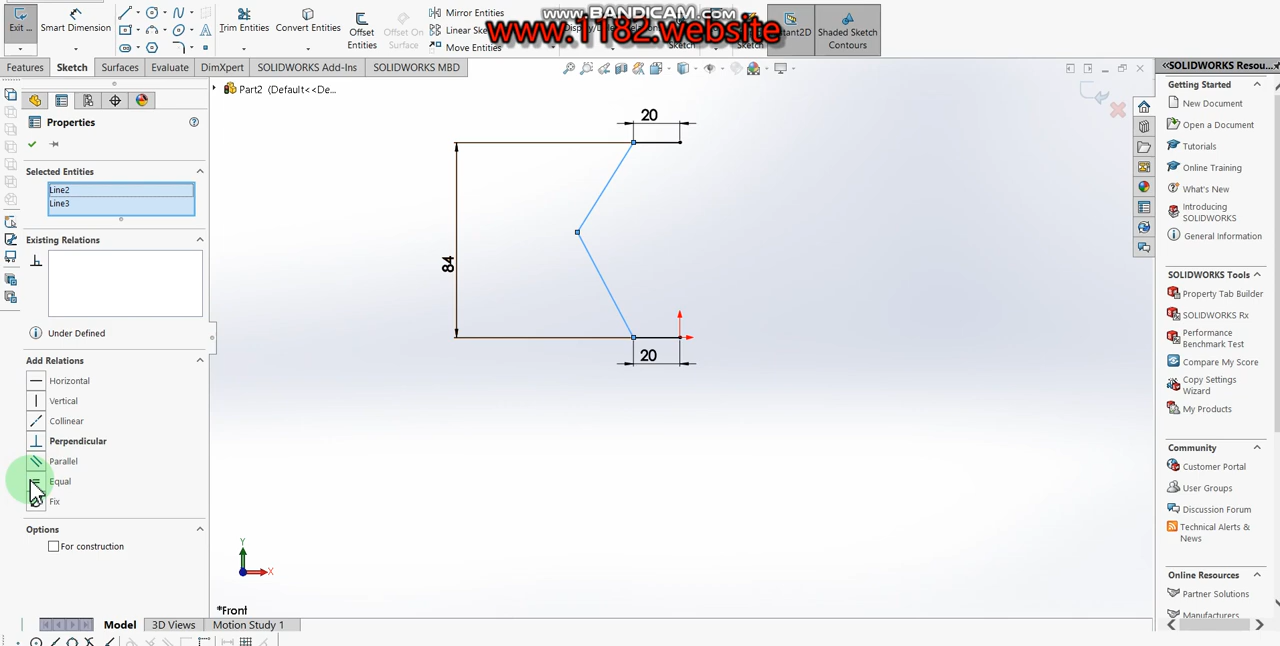 www.BANDICAM.com
www.1182.website
Exit ...
Trim Entities
Convert Entities
Offset Entities
Offset On Surface
Mirror Entities
Move Entities
Shaded Sketch Contours
Features
Sketch
Surfaces
Evaluate
DimXpert
SOLIDWORKS Add-Ins
SOLIDWORKS MBD
Part2 (Default<<De...
Properties
Selected Entities
Line2
Line3
Existing Relations
Under Defined
Add Relations
Horizontal
Vertical
Collinear
Perpendicular
Parallel
Equal
Fix
Options
For construction
20
84
20
Y
X
*Front
Model
3D Views
Motion Study 1
<<SOLIDWORKS Resou...
Getting Started
New Document
Open a Document
Tutorials
Online Training
What's New
Introducing SOLIDWORKS
General Information
SOLIDWORKS Tools
Property Tab Builder
SOLIDWORKS Rx
Performance Benchmark Test
Compare My Score
Copy Settings Wizard
My Products
Community
Customer Portal
User Groups
Discussion Forum
Technical Alerts & News
Online Resources
Partner Solutions
Manufacturers